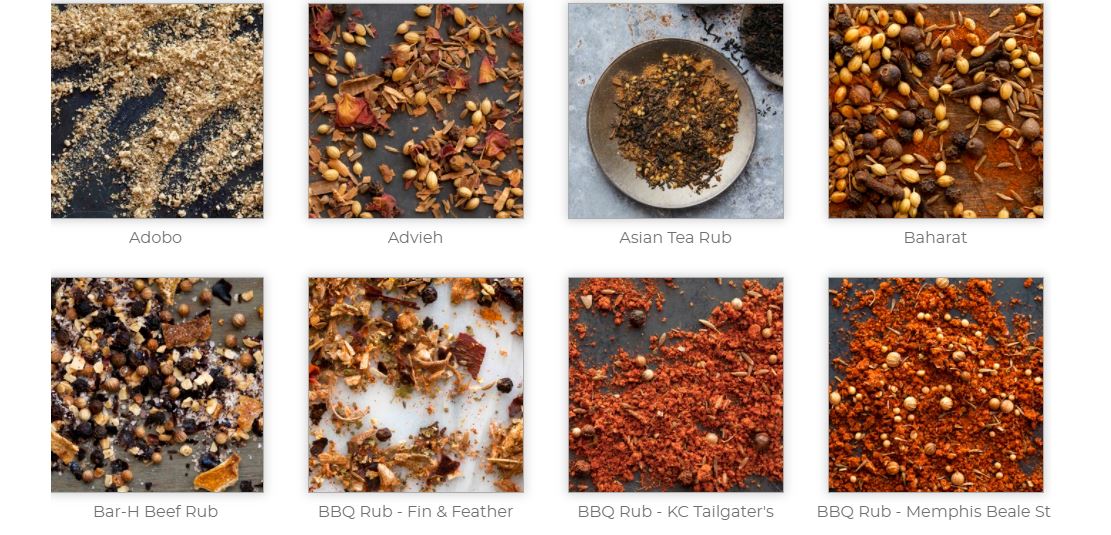 Adobo
Advieh
Asian Tea Rub
Baharat
Bar-H Beef Rub
BBQ Rub - Fin & Feather
BBQ Rub - KC Tailgater's
BBQ Rub - Memphis Beale St